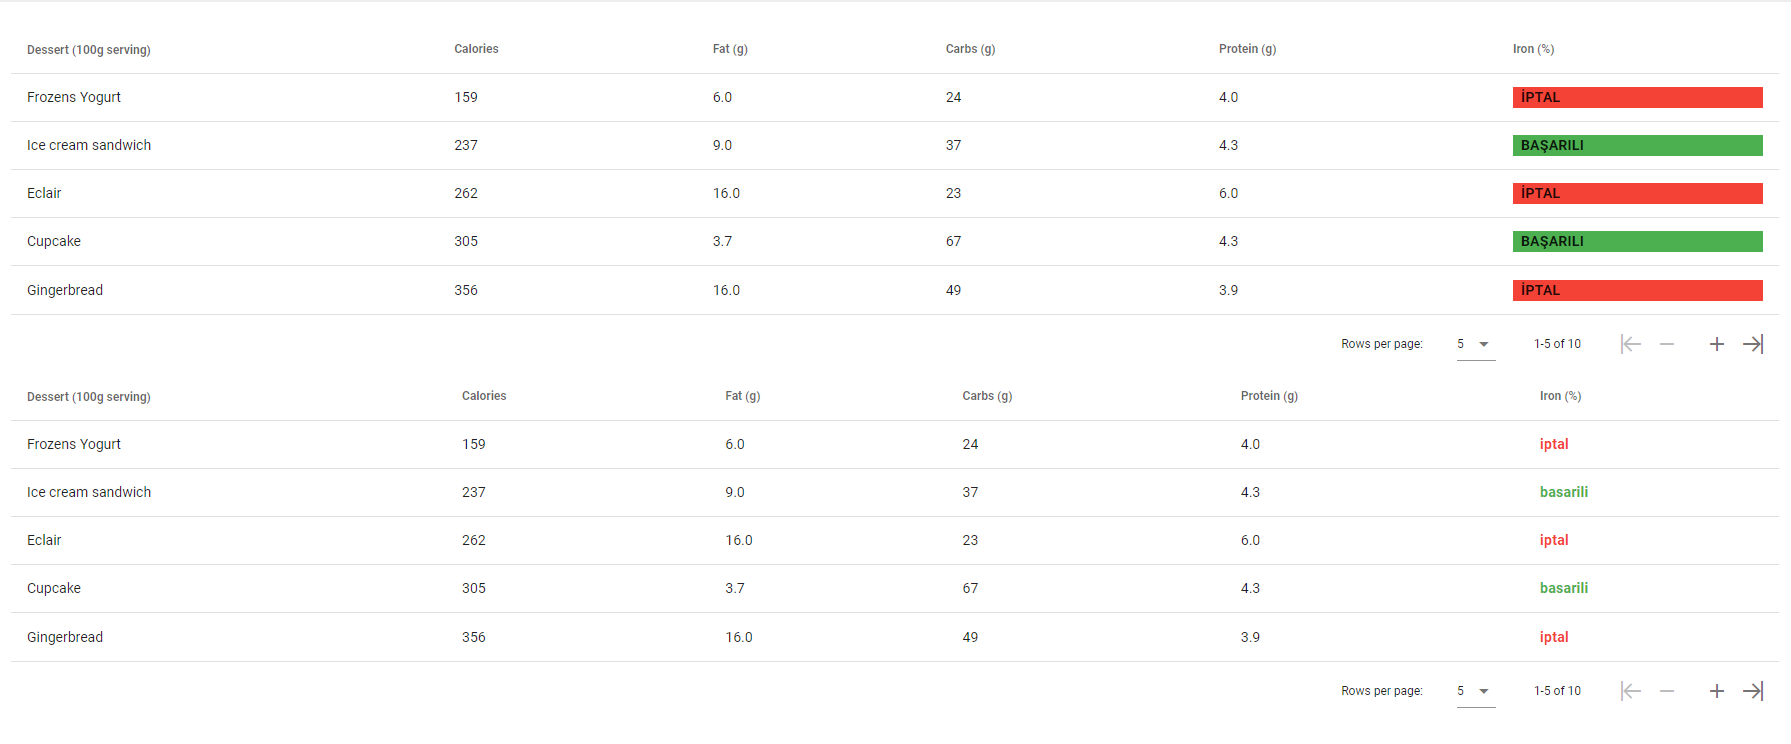 Dessert (100g serving) Calories Fat (g) Carbs (g) Protein (g) Iron (%)
Frozens Yogurt 159 6.0 24 4.0 İPTAL
Ice cream sandwich 237 9.0 37 4.3 BAŞARILI
Eclair 262 16.0 23 6.0 İPTAL
Cupcake 305 3.7 67 4.3 BAŞARILI
Gingerbread 356 16.0 49 3.9 İPTAL
Rows per page: 5 1-5 of 10
Dessert (100g serving) Calories Fat (g) Carbs (g) Protein (g) Iron (%)
Frozens Yogurt 159 6.0 24 4.0 iptal
Ice cream sandwich 237 9.0 37 4.3 basarili
Eclair 262 16.0 23 6.0 iptal
Cupcake 305 3.7 67 4.3 basarili
Gingerbread 356 16.0 49 3.9 iptal
Rows per page: 5 1-5 of 10